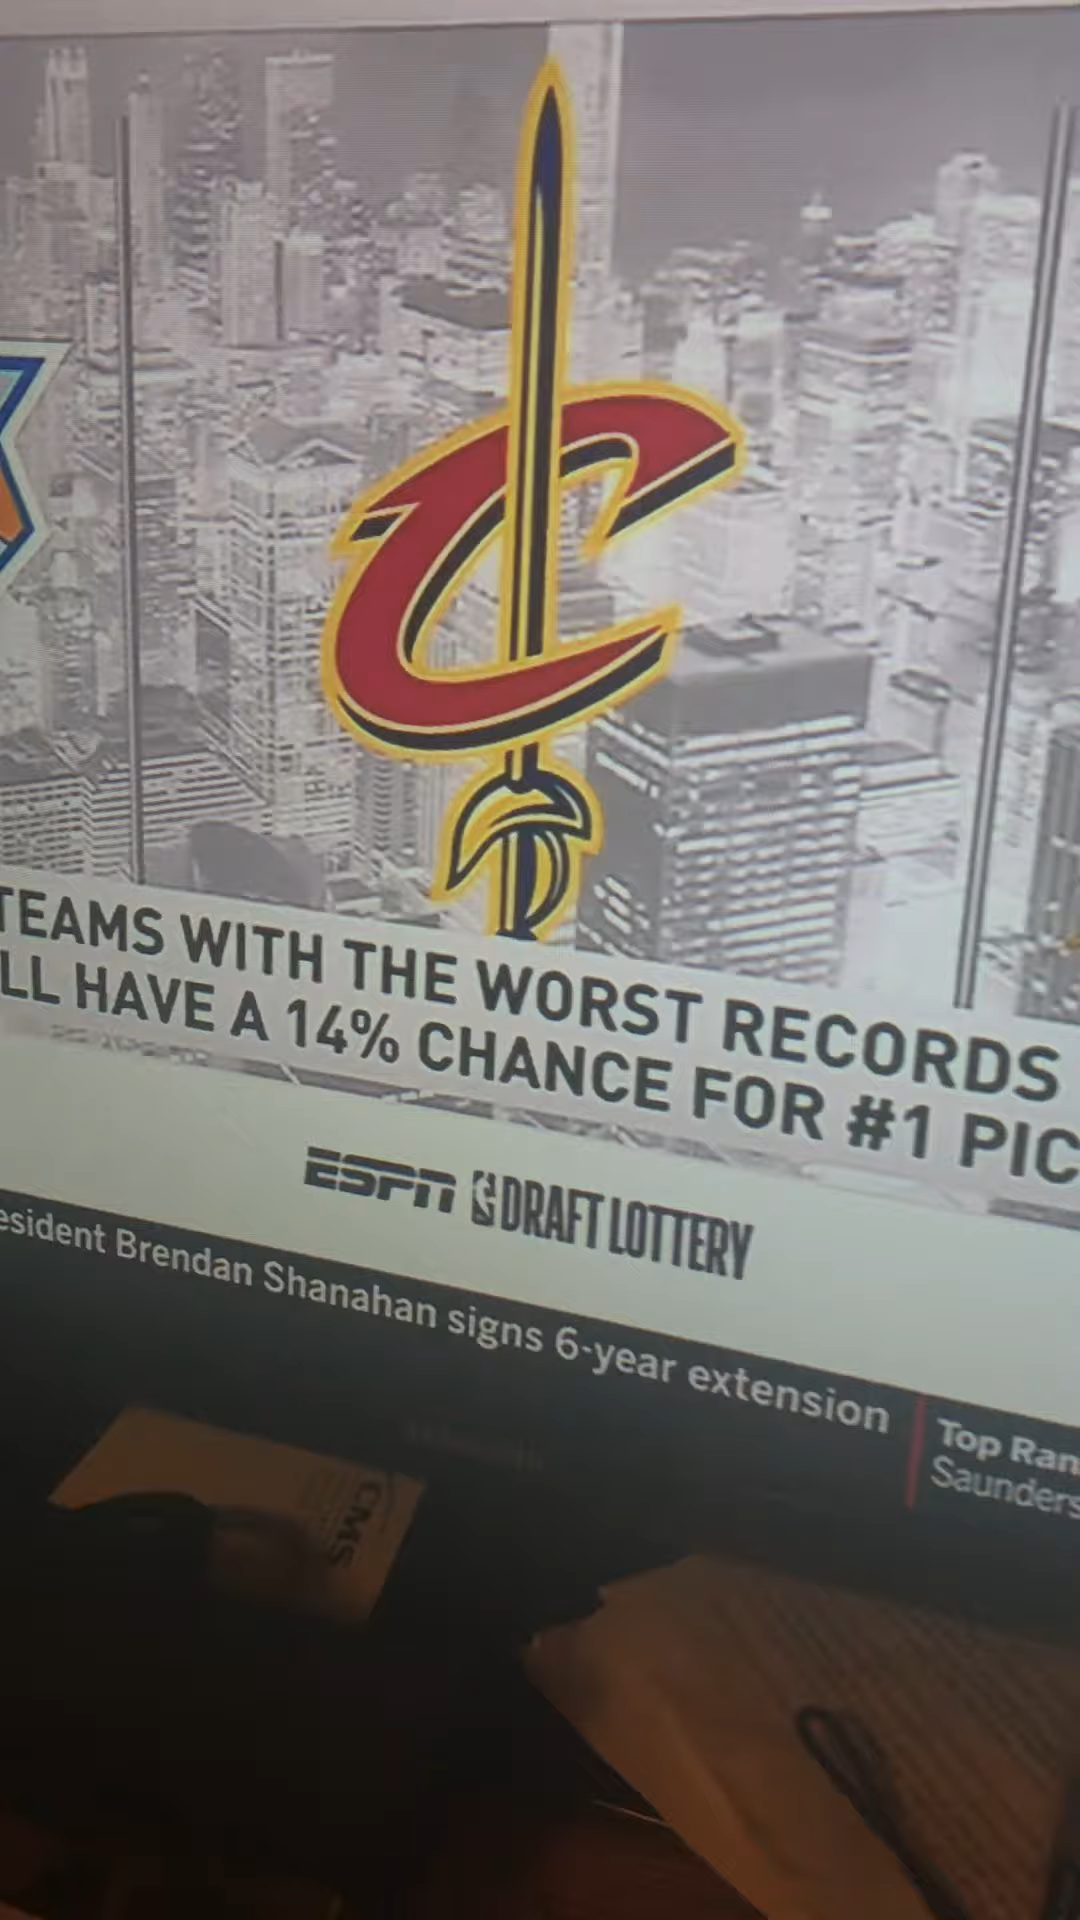 TEAMS WITH THE WORST RECORDS
LL HAVE A 14% CHANCE FOR #1 PIC
ESPN DRAFT LOTTERY
esident Brendan Shanahan signs 6-year extension
Top Ran
Saunders
CMS